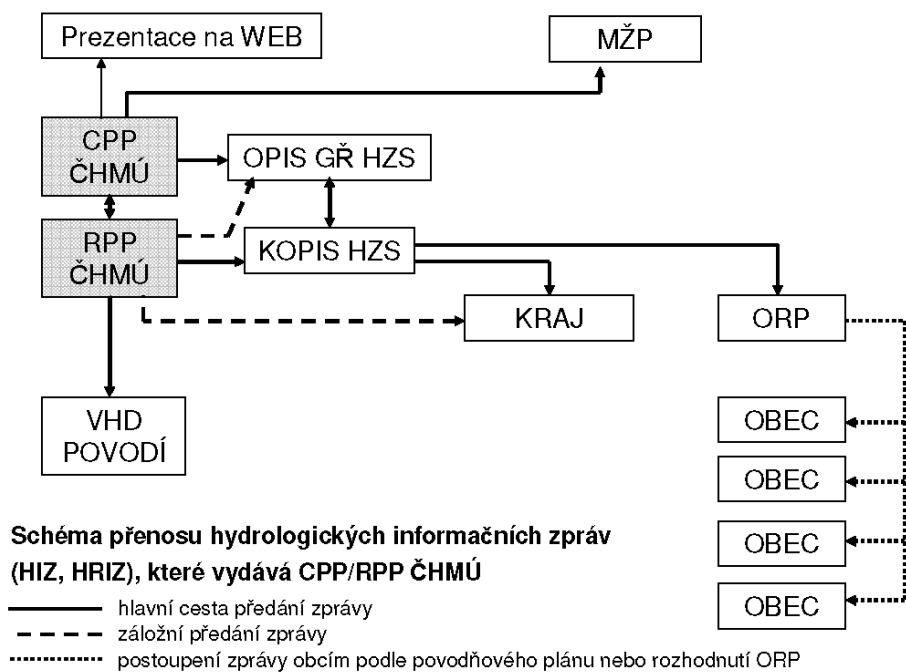 Prezentace na WEB
MŽP
CPP
ČHMÚ
OPIS GŘ HZS
RPP
ČHMÚ
KOPIS HZS
KRAJ
ORP
VHD
POVODÍ
OBEC
OBEC
OBEC
OBEC
Schéma přenosu hydrologických informačních zpráv
(HIZ, HRIZ), které vydává CPP/RPP ČHMÚ
hlavní cesta předání zprávy
záložní předání zprávy
postoupení zprávy obcím podle povodňového plánu nebo rozhodnutí ORP